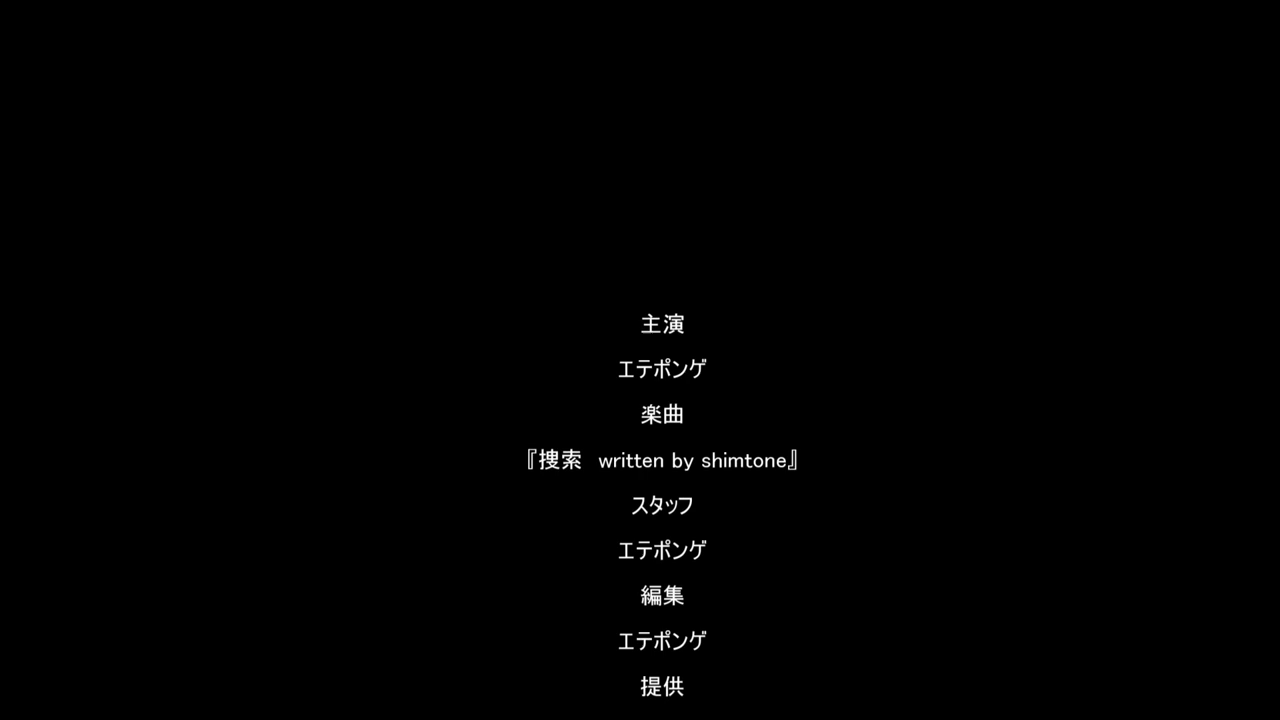 主演
エテポンゲ
楽曲
『捜索　written by shimtone』
スタッフ
エテポンゲ
編集
エテポンゲ
提供